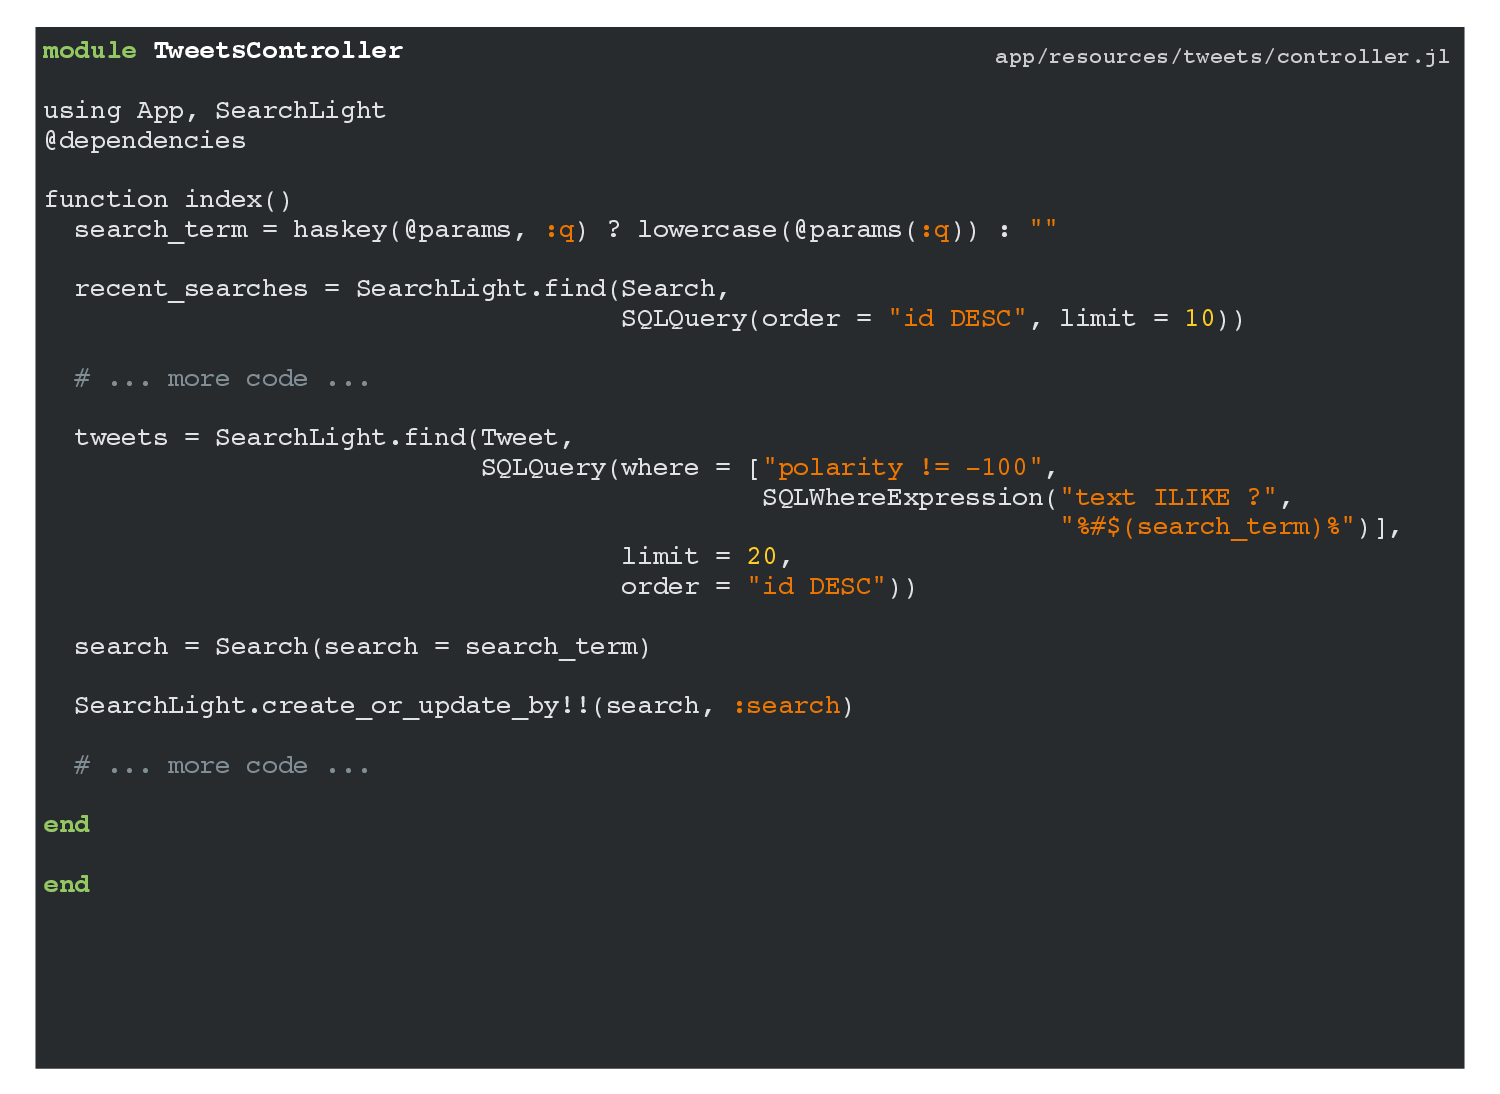 module TweetsController
app/resources/tweets/controller.jl
using App, SearchLight
@dependencies
function index()
search_term = haskey(@params, :q) ? lowercase(@params(:q)) : ""
recent_searches = SearchLight.find(Search,
SQLQuery(order = "id DESC", limit = 10))
# ... more code ...
tweets = SearchLight.find(Tweet,
SQLQuery(where = ["polarity != -100",
SQLWhereExpression("text ILIKE ?",
"%#$(search_term)%")],
limit = 20,
order = "id DESC"))
search = Search(search = search_term)
SearchLight.create_or_update_by!!(search, :search)
# ... more code ...
end
end